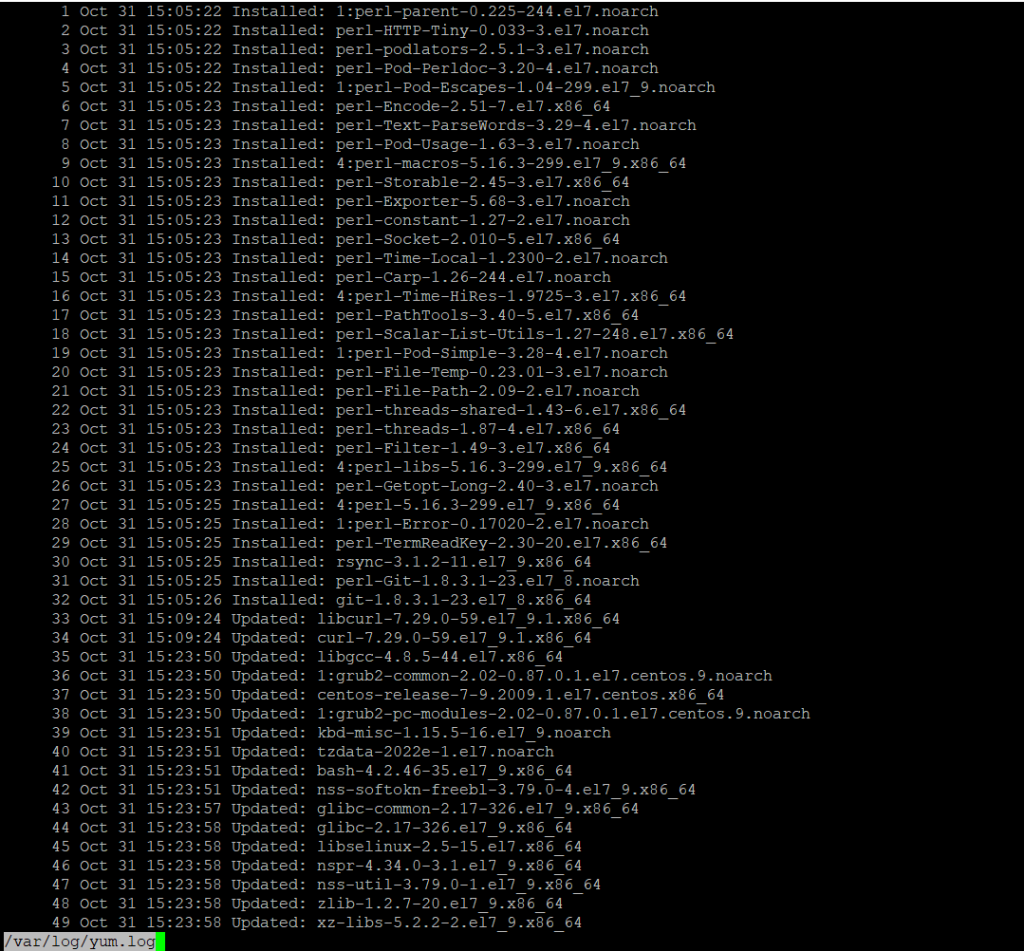 1 Oct 31 15:05:22 Installed: 1:perl-parent-0.225-244.el7.noarch
2 Oct 31 15:05:22 Installed: perl-HTTP-Tiny-0.033-3.el7.noarch
3 Oct 31 15:05:22 Installed: perl-podlators-2.5.1-3.el7.noarch
4 Oct 31 15:05:22 Installed: perl-Pod-Perldoc-3.20-4.el7.noarch
5 Oct 31 15:05:22 Installed: 1:perl-Pod-Escapes-1.04-299.el7_9.noarch
6 Oct 31 15:05:23 Installed: perl-Encode-2.51-7.el7.x86_64
7 Oct 31 15:05:23 Installed: perl-Text-ParseWords-3.29-4.el7.noarch
8 Oct 31 15:05:23 Installed: perl-Pod-Usage-1.63-3.el7.noarch
9 Oct 31 15:05:23 Installed: 4:perl-macros-5.16.3-299.el7_9.x86_64
10 Oct 31 15:05:23 Installed: perl-Storable-2.45-3.el7.x86_64
11 Oct 31 15:05:23 Installed: perl-Exporter-5.68-3.el7.noarch
12 Oct 31 15:05:23 Installed: perl-constant-1.27-2.el7.noarch
13 Oct 31 15:05:23 Installed: perl-Socket-2.010-5.el7.x86_64
14 Oct 31 15:05:23 Installed: perl-Time-Local-1.2300-2.el7.noarch
15 Oct 31 15:05:23 Installed: perl-Carp-1.26-244.el7.noarch
16 Oct 31 15:05:23 Installed: 4:perl-Time-HiRes-1.9725-3.el7.x86_64
17 Oct 31 15:05:23 Installed: perl-PathTools-3.40-5.el7.x86_64
18 Oct 31 15:05:23 Installed: perl-Scalar-List-Utils-1.27-248.el7.x86_64
19 Oct 31 15:05:23 Installed: 1:perl-Pod-Simple-3.28-4.el7.noarch
20 Oct 31 15:05:23 Installed: perl-File-Temp-0.23.01-3.el7.noarch
21 Oct 31 15:05:23 Installed: perl-File-Path-2.09-2.el7.noarch
22 Oct 31 15:05:23 Installed: perl-threads-shared-1.43-6.el7.x86_64
23 Oct 31 15:05:23 Installed: perl-threads-1.87-4.el7.x86_64
24 Oct 31 15:05:23 Installed: perl-Filter-1.49-3.el7.x86_64
25 Oct 31 15:05:23 Installed: 4:perl-libs-5.16.3-299.el7_9.x86_64
26 Oct 31 15:05:23 Installed: perl-Getopt-Long-2.40-3.el7.noarch
27 Oct 31 15:05:25 Installed: 4:perl-5.16.3-299.el7_9.x86_64
28 Oct 31 15:05:25 Installed: 1:perl-Error-0.17020-2.el7.noarch
29 Oct 31 15:05:25 Installed: perl-TermReadKey-2.30-20.el7.x86_64
30 Oct 31 15:05:25 Installed: rsync-3.1.2-11.el7_9.x86_64
31 Oct 31 15:05:25 Installed: perl-Git-1.8.3.1-23.el7_8.noarch
32 Oct 31 15:05:26 Installed: git-1.8.3.1-23.el7_8.x86_64
33 Oct 31 15:09:24 Updated: libcurl-7.29.0-59.el7_9.1.x86_64
34 Oct 31 15:09:24 Updated: curl-7.29.0-59.el7_9.1.x86_64
35 Oct 31 15:23:50 Updated: libgcc-4.8.5-44.el7.x86_64
36 Oct 31 15:23:50 Updated: 1:grub2-common-2.02-0.87.0.1.el7.centos.9.noarch
37 Oct 31 15:23:50 Updated: centos-release-7-9.2009.1.el7.centos.x86_64
38 Oct 31 15:23:50 Updated: 1:grub2-pc-modules-2.02-0.87.0.1.el7.centos.9.noarch
39 Oct 31 15:23:51 Updated: kbd-misc-1.15.5-16.el7_9.noarch
40 Oct 31 15:23:51 Updated: tzdata-2022e-1.el7.noarch
41 Oct 31 15:23:51 Updated: bash-4.2.46-35.el7_9.x86_64
42 Oct 31 15:23:51 Updated: nss-softokn-freebl-3.79.0-4.el7_9.x86_64
43 Oct 31 15:23:57 Updated: glibc-common-2.17-326.el7_9.x86_64
44 Oct 31 15:23:58 Updated: glibc-2.17-326.el7_9.x86_64
45 Oct 31 15:23:58 Updated: libselinux-2.5-15.el7.x86_64
46 Oct 31 15:23:58 Updated: nspr-4.34.0-3.1.el7_9.x86_64
47 Oct 31 15:23:58 Updated: nss-util-3.79.0-1.el7_9.x86_64
48 Oct 31 15:23:58 Updated: zlib-1.2.7-20.el7_9.x86_64
49 Oct 31 15:23:58 Updated: xz-libs-5.2.2-2.el7_9.x86_64
/var/log/yum.log